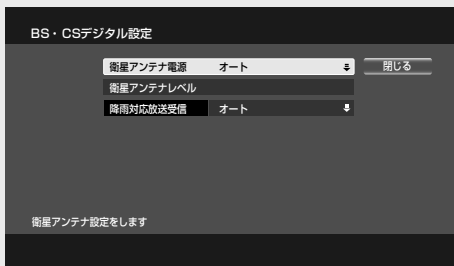 BS・CSデジタル設定
衛星アンテナ電源 オート 閉じる
衛星アンテナレベル
降雨対応放送受信 オート
衛星アンテナ設定をします